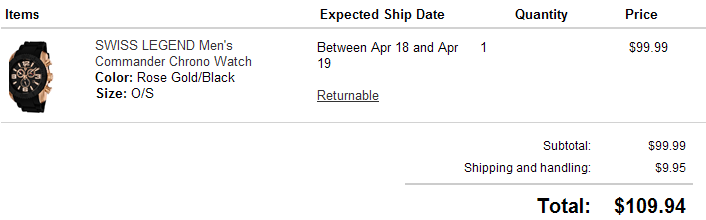 Items Expected Ship Date Quantity Price
SWISS LEGEND Men's Between Apr 18 and Apr 1 $99.99
Commander Chrono Watch 19
Color: Rose Gold/Black
Size: O/S Returnable
Subtotal: $99.99
Shipping and handling: $9.95
Total: $109.94